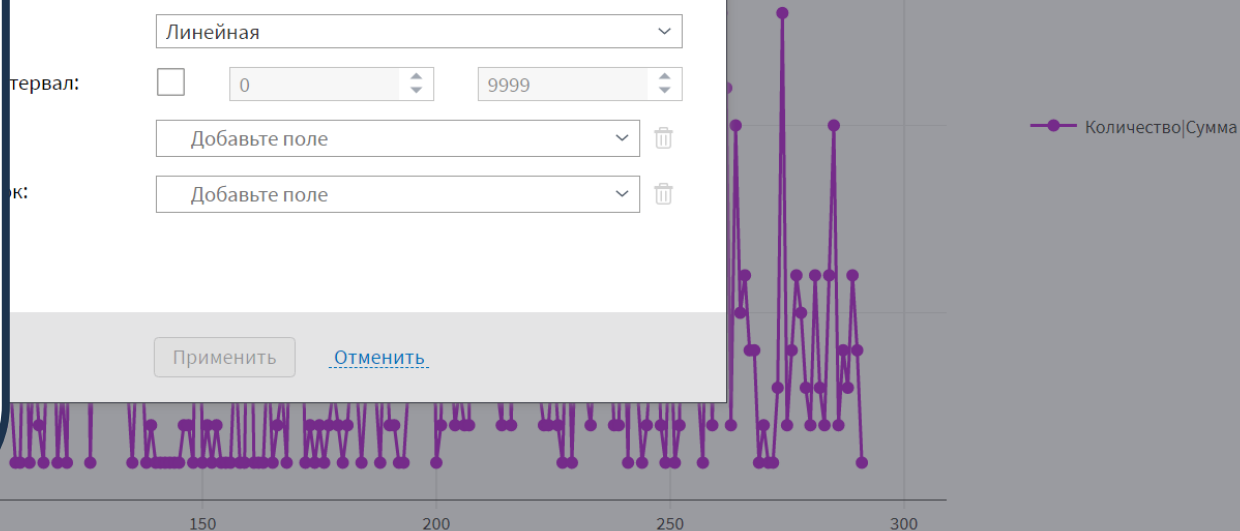 Линейная
тервал:
0
9999
Добавьте поле
Количество|Сумма
ок:
Добавьте поле
Применить
Отменить
150
200
250
300